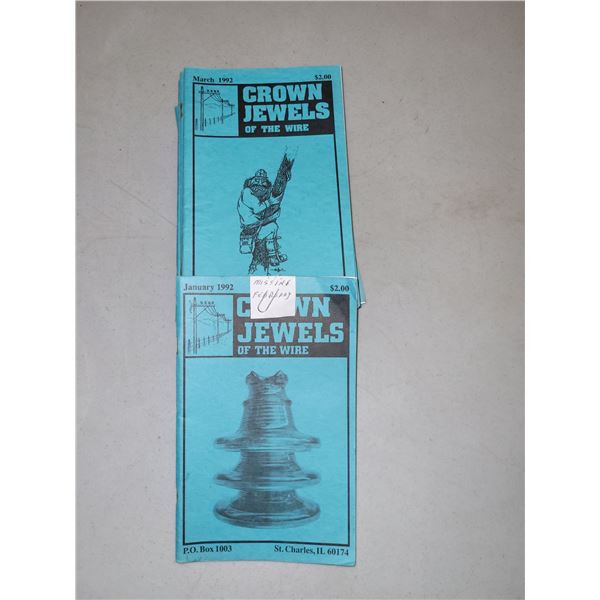 March 1992 $2.00
CROWN
JEWELS
OF THE WIRE
January 1992 $2.00
MISSING
FEBRUARY
CROWN
JEWELS
OF THE WIRE
P.O. Box 1003 St. Charles, IL 60174